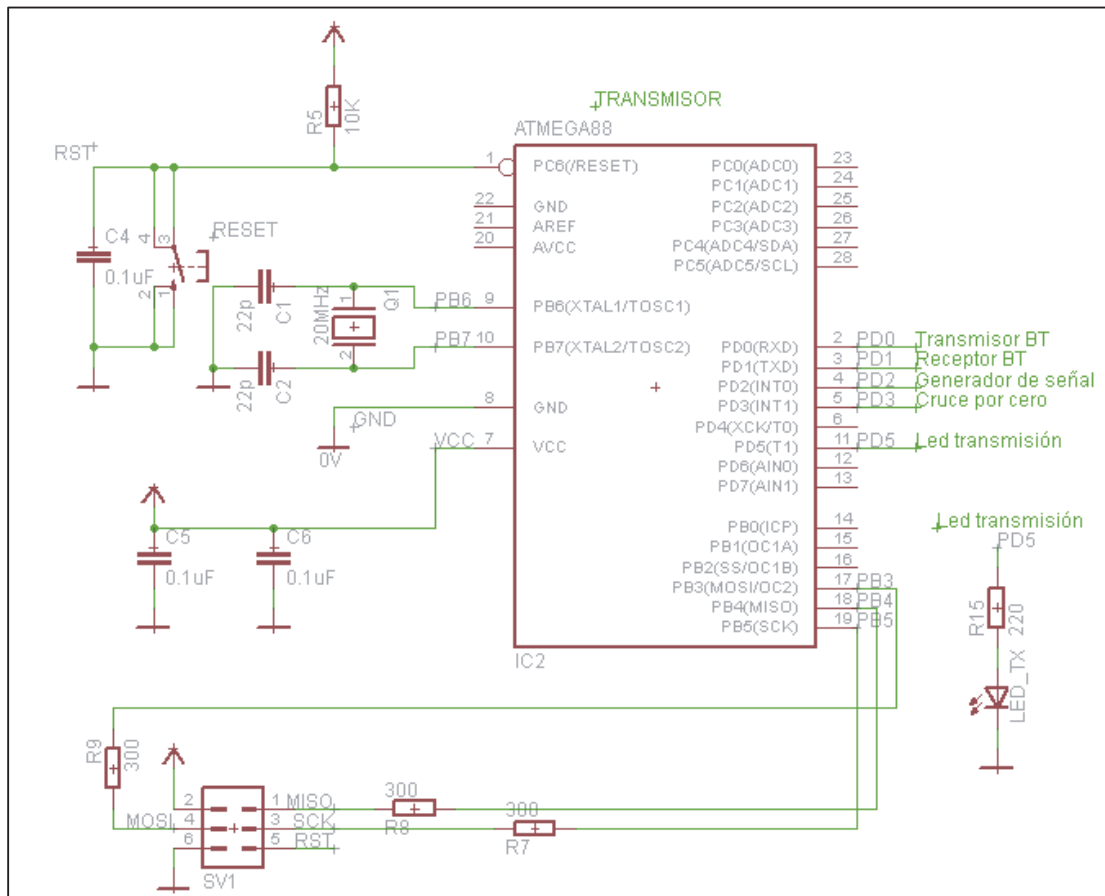 TRANSMISOR
ATMEGA88
R5
10K
RST
1
PC6(/RESET)
22
GND
21
AREF
20
AVCC
PC0(ADC0)
23
PC1(ADC1)
24
PC2(ADC2)
25
PC3(ADC3)
26
PC4(ADC4/SDA)
27
PC5(ADC5/SCL)
28
C4
0.1uF
4
3
2
1
RESET
22p
C1
22p
C2
20MHz
1
2
Q1
PB6
9
PB6(XTAL1/TOSC1)
PB7
10
PB7(XTAL2/TOSC2)
8
GND
GND
0V
VCC
7
VCC
PD0(RXD)
2
PD0
Transmisor BT
PD1(TXD)
3
PD1
Receptor BT
PD2(INT0)
4
PD2
Generador de señal
PD3(INT1)
5
PD3
Cruce por cero
PD4(XCK/T0)
6
PD5(T1)
11
PD5
Led transmisión
PD6(AIN0)
12
PD7(AIN1)
13
PB0(ICP)
14
PB1(OC1A)
15
PB2(SS/OC1B)
16
PB3(MOSI/OC2)
17
PB3
PB4(MISO)
18
PB4
PB5(SCK)
19
PB5
IC2
C5
0.1uF
C6
0.1uF
Led transmisión
PD5
R15
220
LED_TX
R9
300
2
1
MISO
MOSI
4
3
SCK
6
5
RST
SV1
300
R8
300
R7